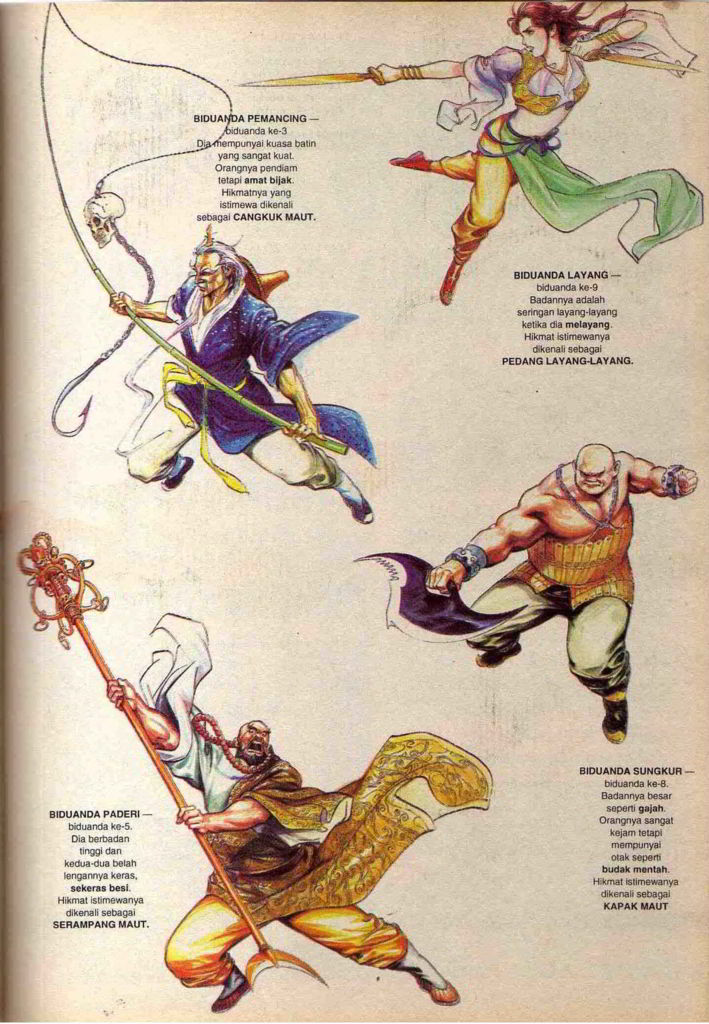 BIDUANDA PEMANCING —
biduanda ke-3
Dia mempunyai kuasa batin
yang sangat kuat.
Orangnya pendiam
tetapi amat bijak.
Hikmatnya yang
istimewa dikenali
sebagai CANGKUK MAUT.
BIDUANDA LAYANG —
biduanda ke-9
Badannya adalah
seringan layang-layang
ketika dia melayang.
Hikmat istimewanya
dikenali sebagai
PEDANG LAYANG-LAYANG.
BIDUANDA PADERI —
biduanda ke-5.
Dia berbadan
tinggi dan
kedua-dua belah
lengannya keras,
sekeras besi.
Hikmat istimewanya
dikenali sebagai
SERAMPANG MAUT.
BIDUANDA SUNGKUR —
biduanda ke-8.
Badannya besar
seperti gajah.
Orangnya sangat
kejam tetapi
mempunyai
otak seperti
budak mentah.
Hikmat istimewanya
dikenali sebagai
KAPAK MAUT